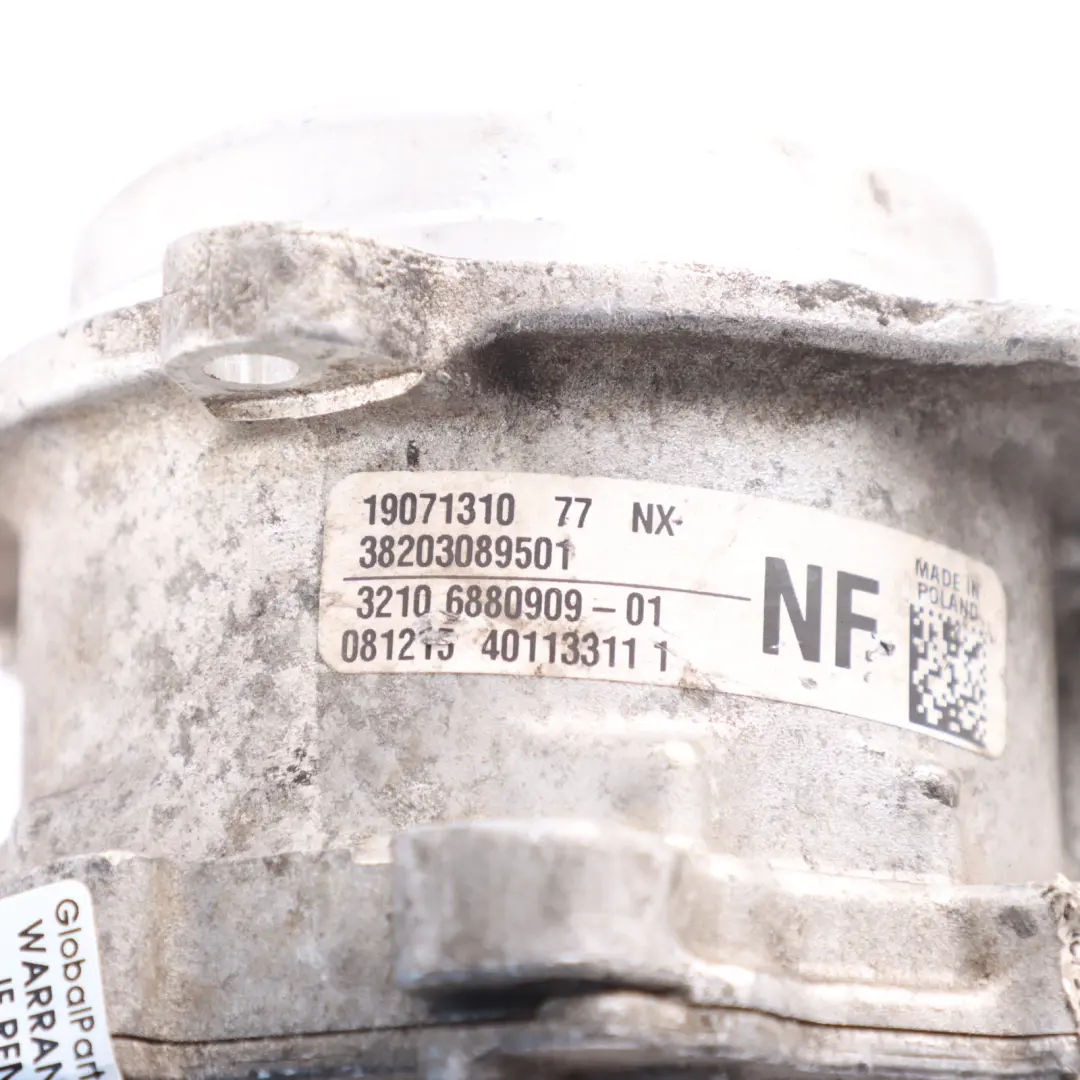 19071310 77 NX
38203089501
3210 6880909-01
081215 40113311 1
NF
MADE IN
POLAND
GlobalPart
WARRAN